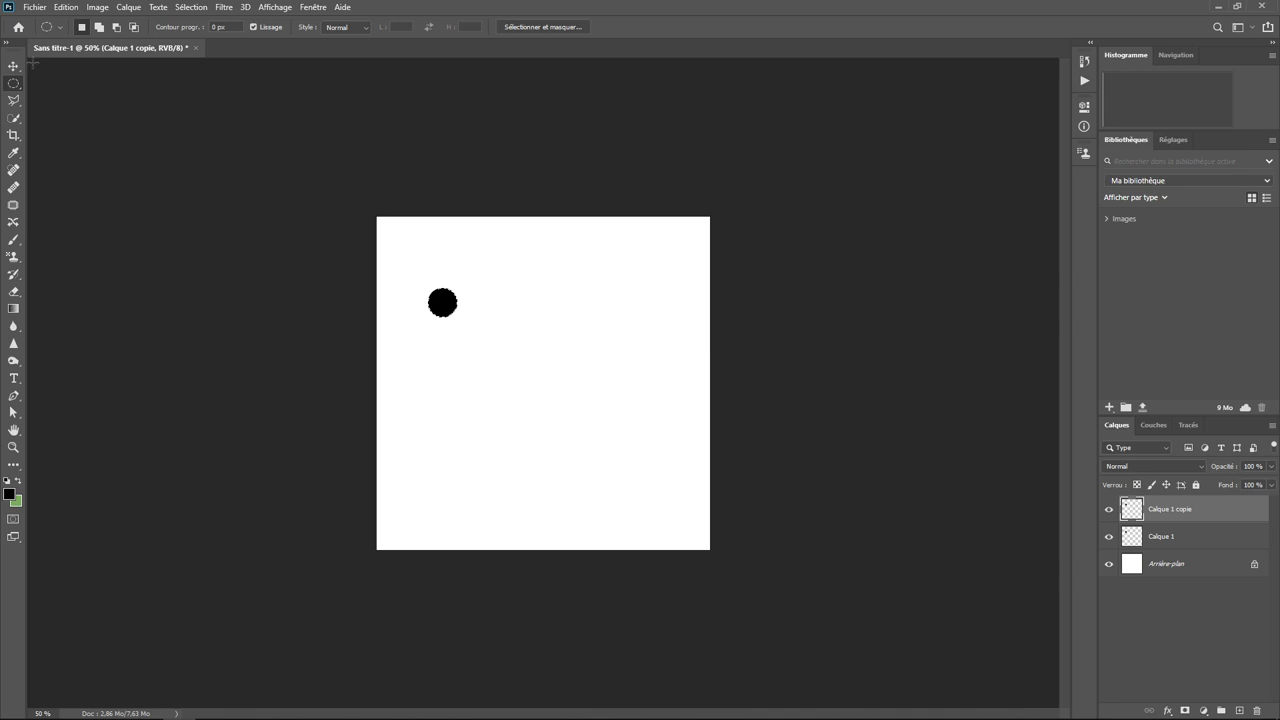 Ps Fichier Edition Image Calque Texte Sélection Filtre 3D Affichage Fenêtre Aide
Contour progr. : 0 px Lissage Style : Normal L : H : Sélectionner et masquer...
Sans titre-1 @ 50% (Calque 1 copie, RVB/8) * ×
Histogramme Navigation
Bibliothèques Réglages
Rechercher dans la bibliothèque active
Ma bibliothèque
Afficher par type
Images
9 Mo
Calques Couches Tracés
Type
Normal Opacité : 100 %
Verrou : Fond : 100 %
Calque 1 copie
Calque 1
Arrière-plan
50 % Doc : 2,86 Mo/7,63 Mo